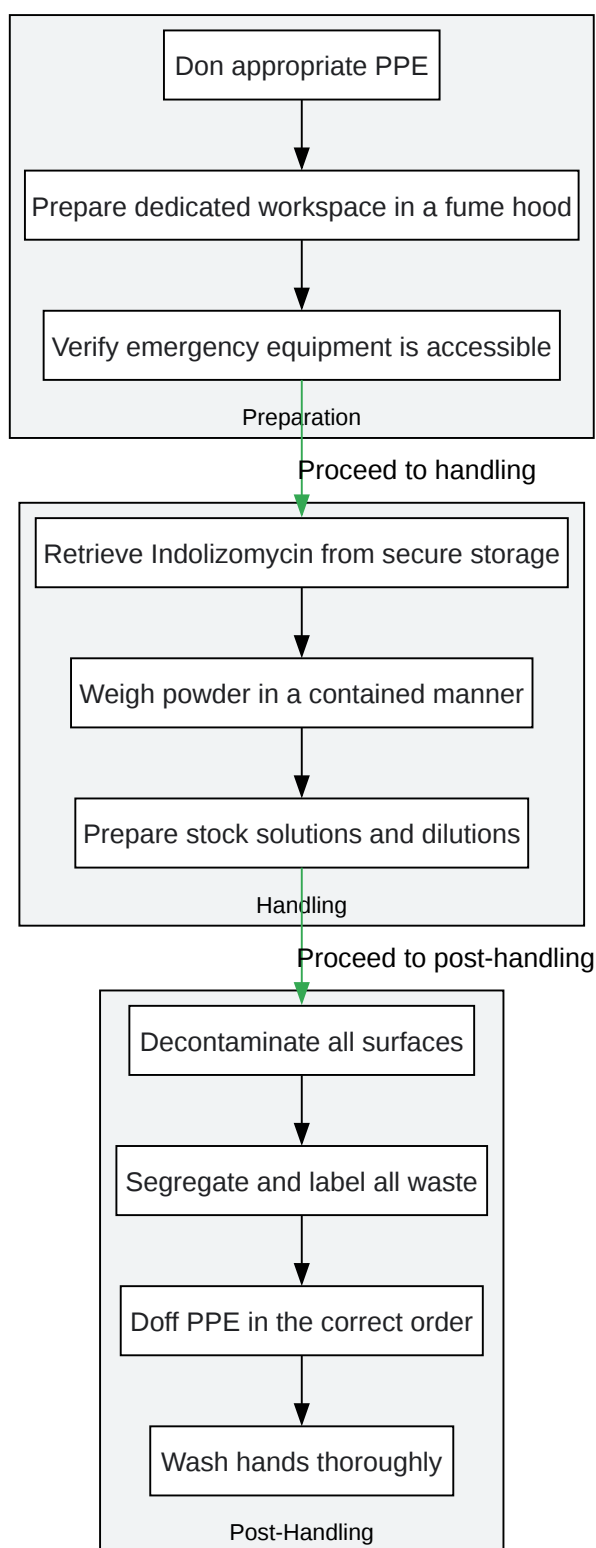 Don appropriate PPE
Prepare dedicated workspace in a fume hood
Verify emergency equipment is accessible
Preparation
Proceed to handling
Retrieve Indolizomycin from secure storage
Weigh powder in a contained manner
Prepare stock solutions and dilutions
Handling
Proceed to post-handling
Decontaminate all surfaces
Segregate and label all waste
Doff PPE in the correct order
Wash hands thoroughly
Post-Handling